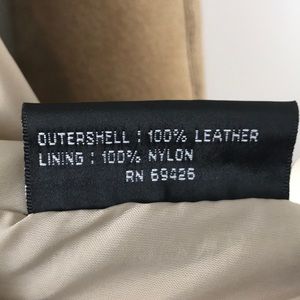 OUTERSHELL : 100% LEATHER
LINING : 100% NYLON
RN 69426